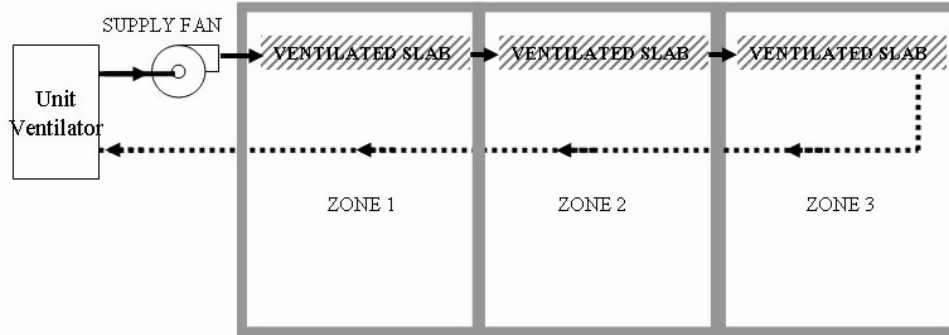 SUPPLY FAN
Unit
Ventilator
VENTILATED SLAB
VENTILATED SLAB
VENTILATED SLAB
ZONE 1
ZONE 2
ZONE 3